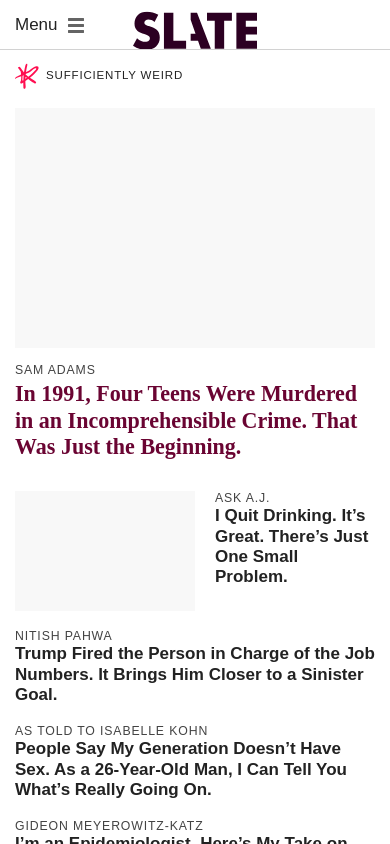 Menu
SLATE
SUFFICIENTLY WEIRD
SAM ADAMS
In 1991, Four Teens Were Murdered
in an Incomprehensible Crime. That
Was Just the Beginning.
ASK A.J.
I Quit Drinking. It’s
Great. There’s Just
One Small
Problem.
NITISH PAHWA
Trump Fired the Person in Charge of the Job
Numbers. It Brings Him Closer to a Sinister
Goal.
AS TOLD TO ISABELLE KOHN
People Say My Generation Doesn’t Have
Sex. As a 26-Year-Old Man, I Can Tell You
What’s Really Going On.
GIDEON MEYEROWITZ-KATZ
I’m an Epidemiologist. Here’s My Take on